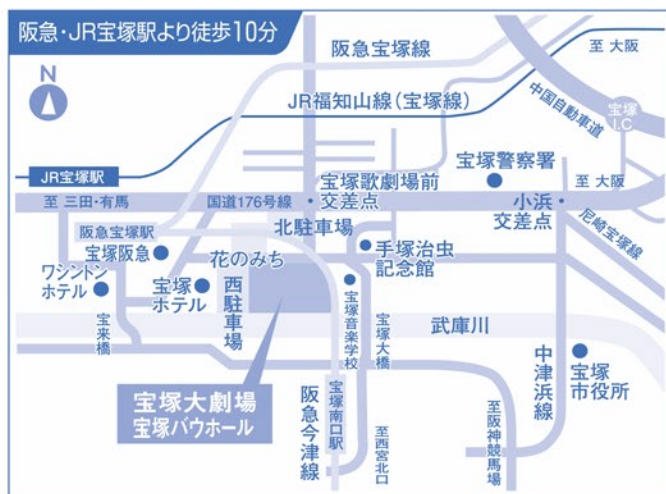 阪急・JR宝塚駅より徒歩10分
N
阪急宝塚線
至 大阪
JR福知山線（宝塚線）
中国自動車道
宝塚
I.C
JR宝塚駅
宝塚歌劇場前
交差点
宝塚警察署
至 大阪
至 三田・有馬
国道176号線
小浜
交差点
尼崎宝塚線
阪急宝塚駅
北駐車場
宝塚阪急
花のみち
手塚治虫
記念館
ワシントン
ホテル
宝塚
ホテル
西駐車場
宝塚音楽学校
宝塚大橋
武庫川
宝来橋
中津浜線
宝塚
市役所
宝塚大劇場
宝塚バウホール
阪急今津線
宝塚南口駅
至西宮北口
至阪神競馬場